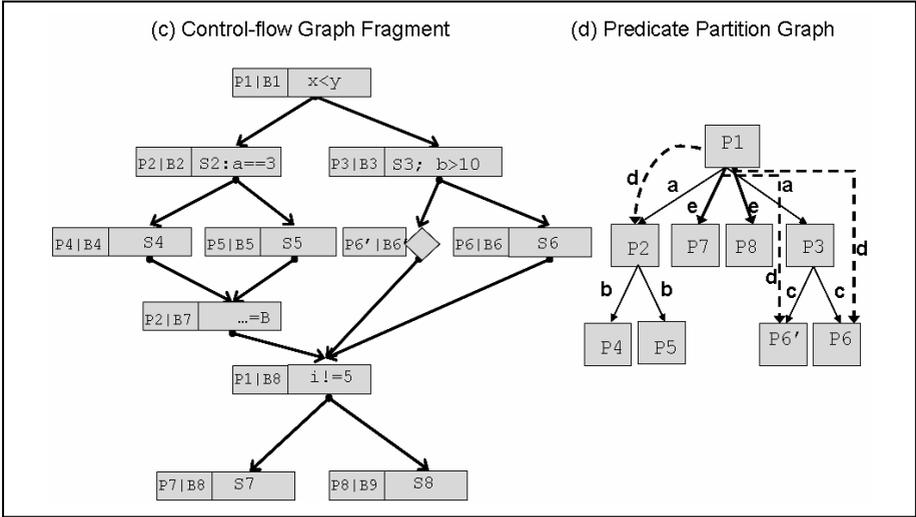 (c) Control-flow Graph Fragment
(d) Predicate Partition Graph
P1|B1 x<y
P2|B2 S2:a==3
P3|B3 S3; b>10
P4|B4 S4
P5|B5 S5
P6'|B6'
P6|B6 S6
P2|B7 …=B
P1|B8 i!=5
P7|B8 S7
P8|B9 S8
P1
d
a
a
e
e
P2
P7
P8
P3
d
d
b
b
c
c
P4
P5
P6'
P6